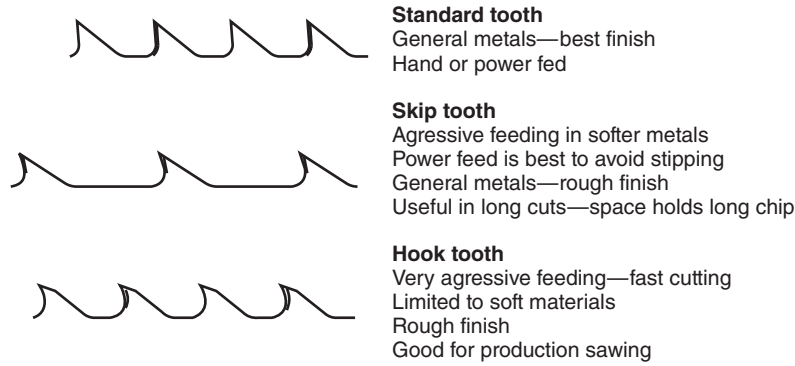 Standard tooth
General metals—best finish
Hand or power fed
Skip tooth
Agressive feeding in softer metals
Power feed is best to avoid stipping
General metals—rough finish
Useful in long cuts—space holds long chip
Hook tooth
Very agressive feeding—fast cutting
Limited to soft materials
Rough finish
Good for production sawing